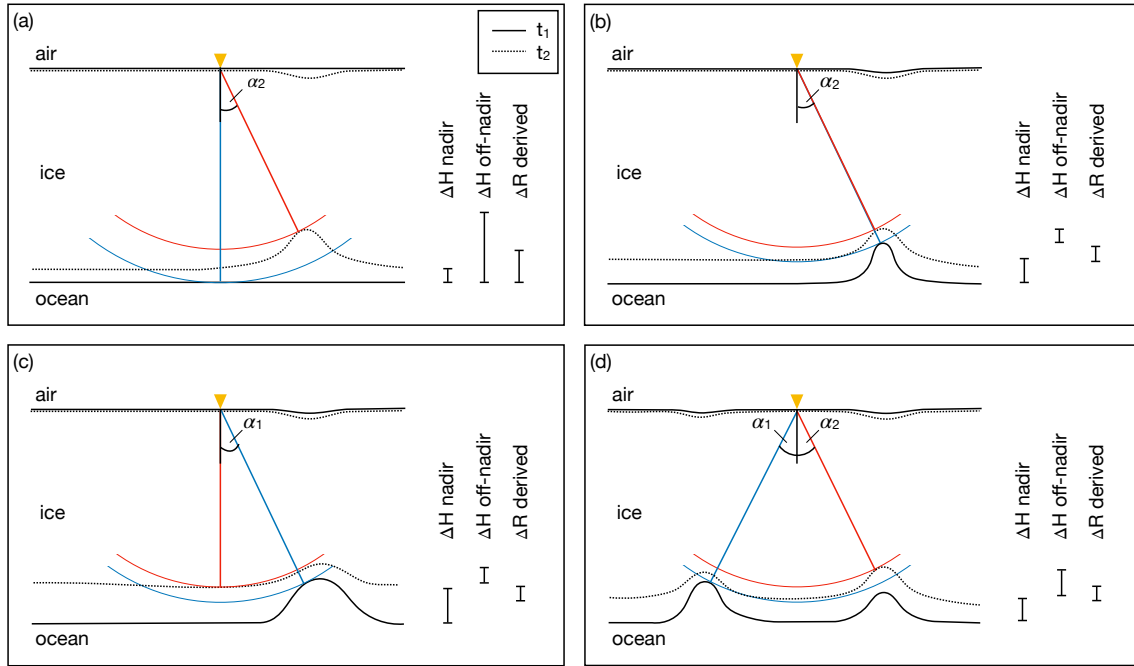 (a)
t₁
t₂
air
α₂
ice
ocean
ΔH nadir
ΔH off-nadir
ΔR derived
(b)
air
α₂
ice
ocean
ΔH nadir
ΔH off-nadir
ΔR derived
(c)
air
α₁
ice
ocean
ΔH nadir
ΔH off-nadir
ΔR derived
(d)
air
α₁ α₂
ice
ocean
ΔH nadir
ΔH off-nadir
ΔR derived